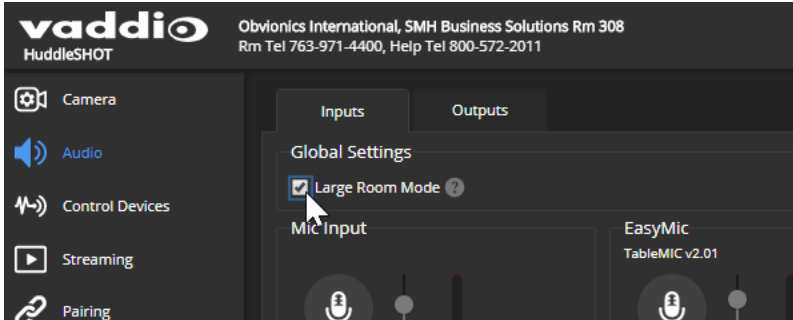 vaddio
HuddleSHOT
Obvionics International, SMH Business Solutions Rm 308
Rm Tel 763-971-4400, Help Tel 800-572-2011
Camera
Audio
Control Devices
Streaming
Pairing
Inputs
Outputs
Global Settings
Large Room Mode ?
Mic Input
EasyMic
TableMIC v2.01